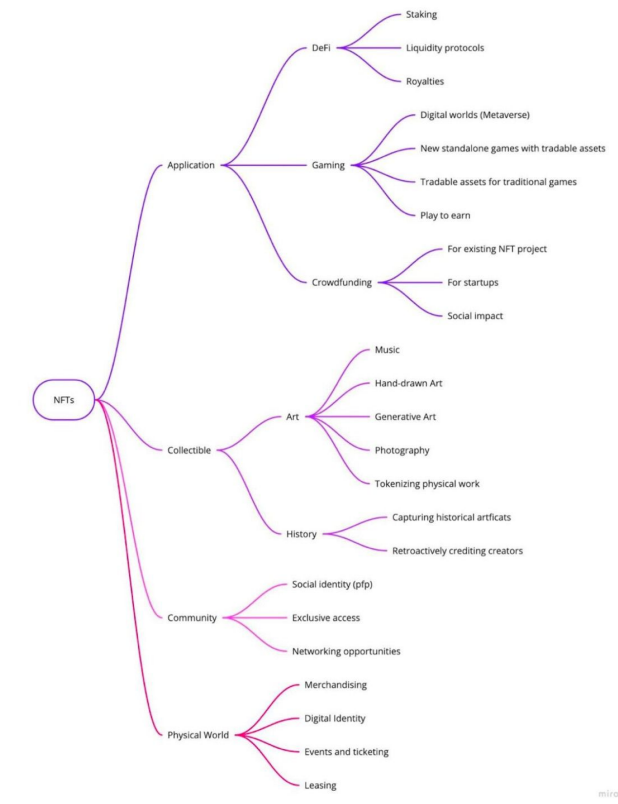 Staking
DeFi
Liquidity protocols
Royalties
Digital worlds (Metaverse)
New standalone games with tradable assets
Application
Gaming
Tradable assets for traditional games
Play to earn
For existing NFT project
Crowdfunding
For startups
Social impact
Music
Hand-drawn Art
NFTs
Art
Generative Art
Collectible
Photography
Tokenizing physical work
Capturing historical artficats
History
Retroactively crediting creators
Social identity (pfp)
Community
Exclusive access
Networking opportunities
Merchandising
Digital Identity
Physical World
Events and ticketing
Leasing
miro